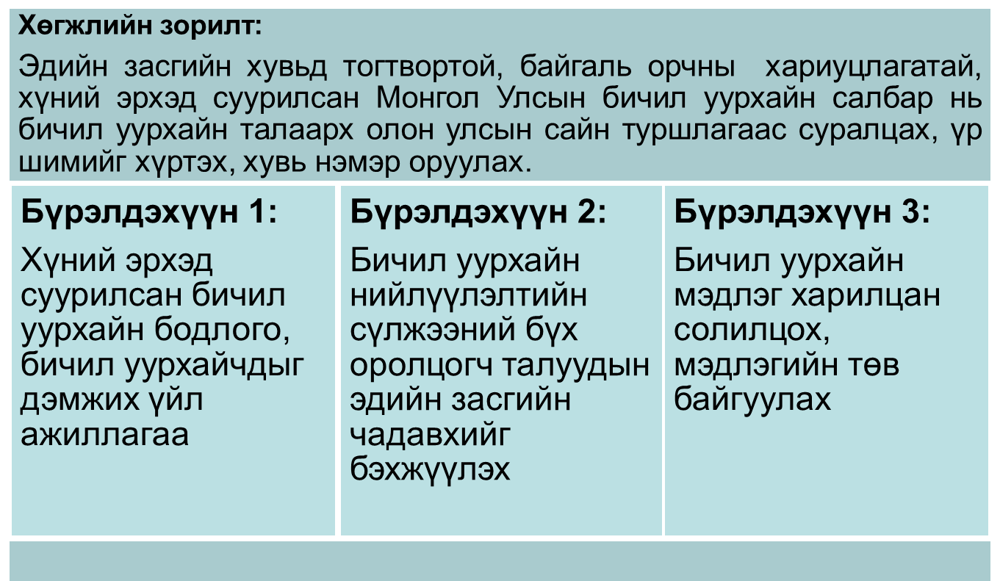 Хөгжлийн зорилт:
Эдийн засгийн хувьд тогтвортой, байгаль орчны хариуцлагатай,
хүний эрхэд суурилсан Монгол Улсын бичил уурхайн салбар нь
бичил уурхайн талаарх олон улсын сайн туршлагаас суралцах, үр
шимийг хүртэх, хувь нэмэр оруулах.
Бүрэлдэхүүн 1:
Хүний эрхэд
суурилсан бичил
уурхайн бодлого,
бичил уурхайчдыг
дэмжих үйл
ажиллагаа
Бүрэлдэхүүн 2:
Бичил уурхайн
нийлүүлэлтийн
сүлжээний бүх
оролцогч талуудын
эдийн засгийн
чадавхийг
бэхжүүлэх
Бүрэлдэхүүн 3:
Бичил уурхайн
мэдлэг харилцан
солилцох,
мэдлэгийн төв
байгуулах